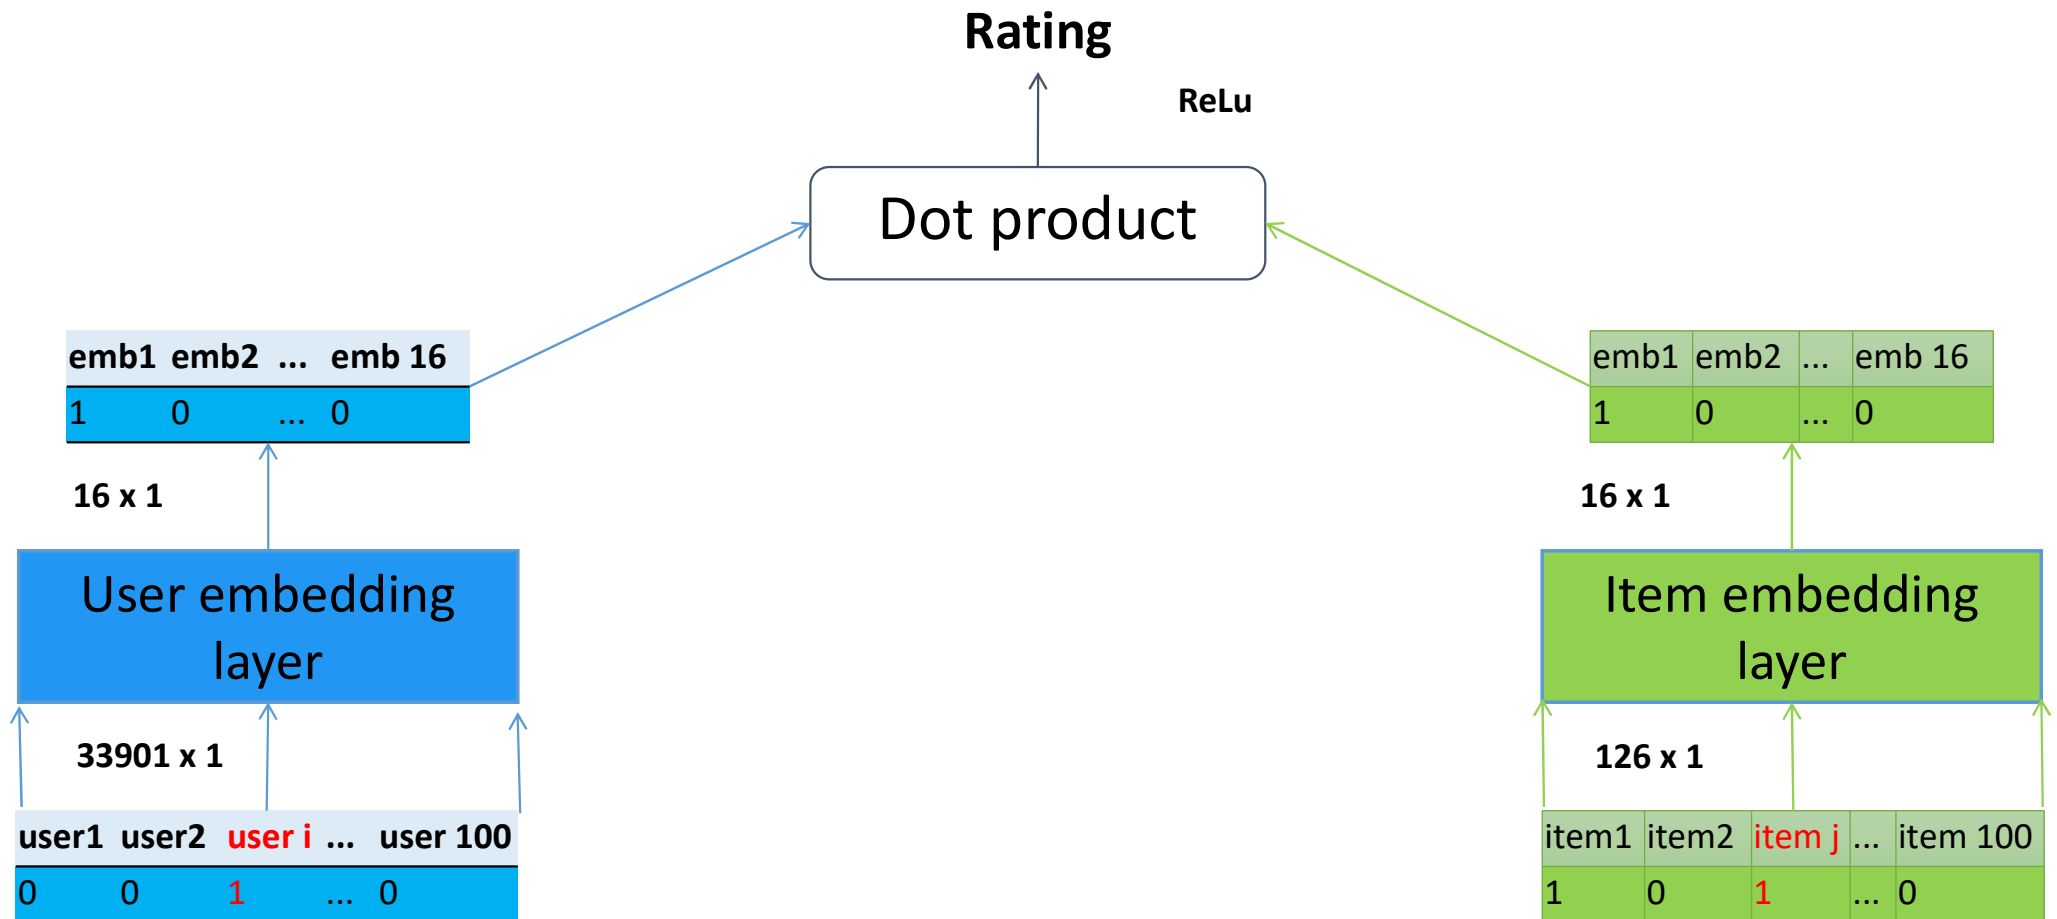 Rating
ReLu
Dot product
emb1 emb2 ... emb 16
1 0 ... 0
emb1 emb2 ... emb 16
1 0 ... 0
16 x 1
16 x 1
User embedding
layer
Item embedding
layer
33901 x 1
126 x 1
user1 user2 user i ... user 100
0 0 1 ... 0
item1 item2 item j ... item 100
1 0 1 ... 0